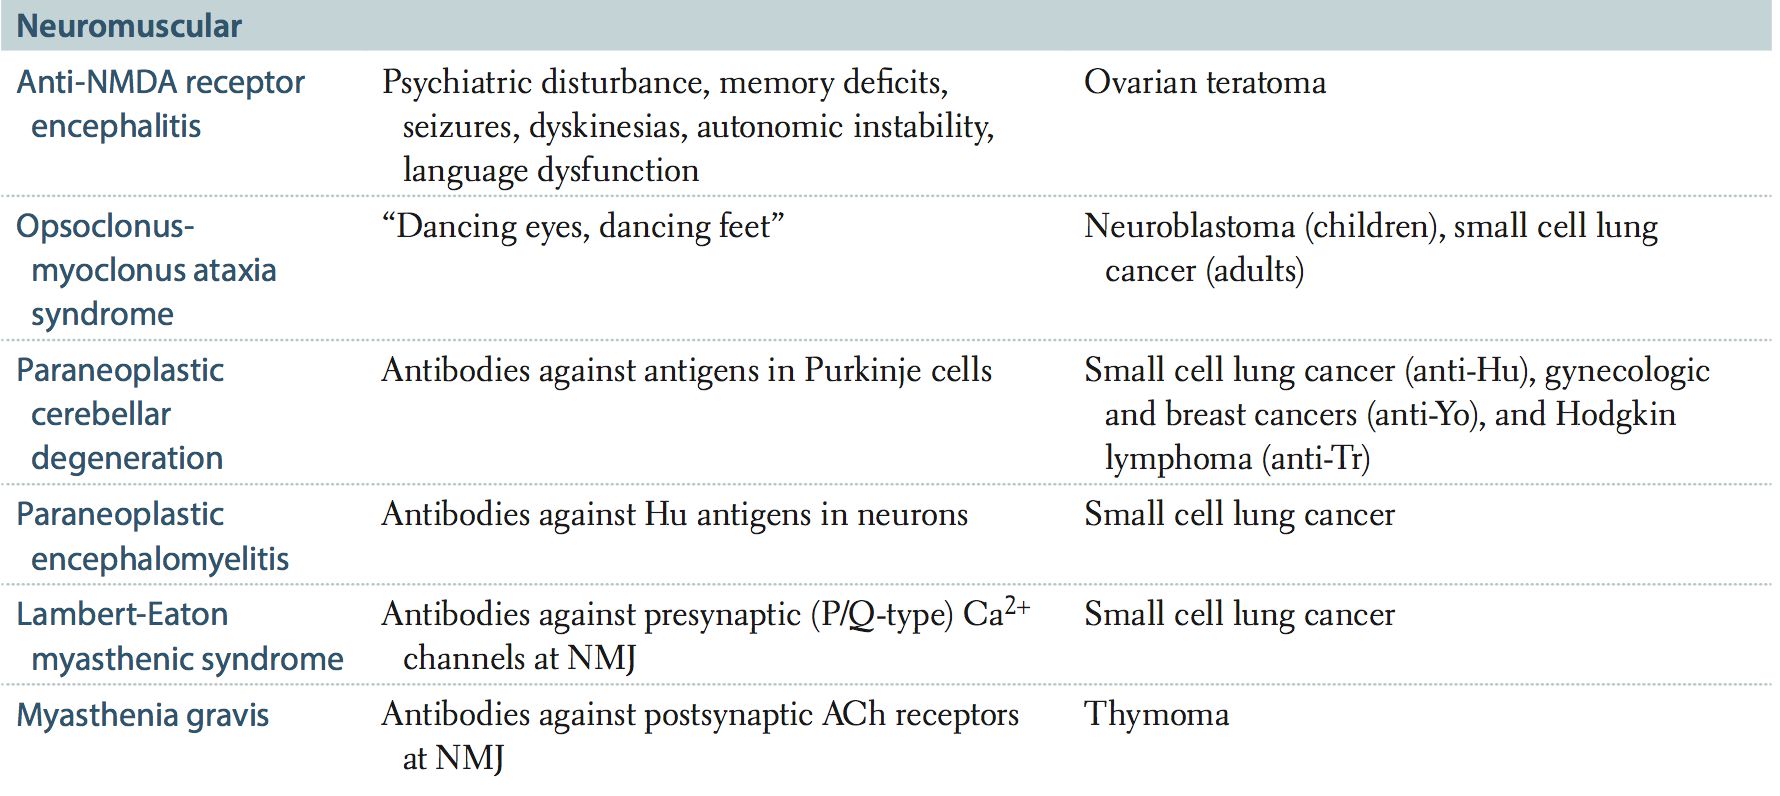 Neuromuscular
Anti-NMDA receptor
encephalitis
Psychiatric disturbance, memory deficits,
seizures, dyskinesias, autonomic instability,
language dysfunction
Ovarian teratoma
Opsoclonus-
myoclonus ataxia
syndrome
“Dancing eyes, dancing feet”
Neuroblastoma (children), small cell lung
cancer (adults)
Paraneoplastic
cerebellar
degeneration
Antibodies against antigens in Purkinje cells
Small cell lung cancer (anti-Hu), gynecologic
and breast cancers (anti-Yo), and Hodgkin
lymphoma (anti-Tr)
Paraneoplastic
encephalomyelitis
Antibodies against Hu antigens in neurons
Small cell lung cancer
Lambert-Eaton
myasthenic syndrome
Antibodies against presynaptic (P/Q-type) Ca²⁺
channels at NMJ
Small cell lung cancer
Myasthenia gravis
Antibodies against postsynaptic ACh receptors
at NMJ
Thymoma